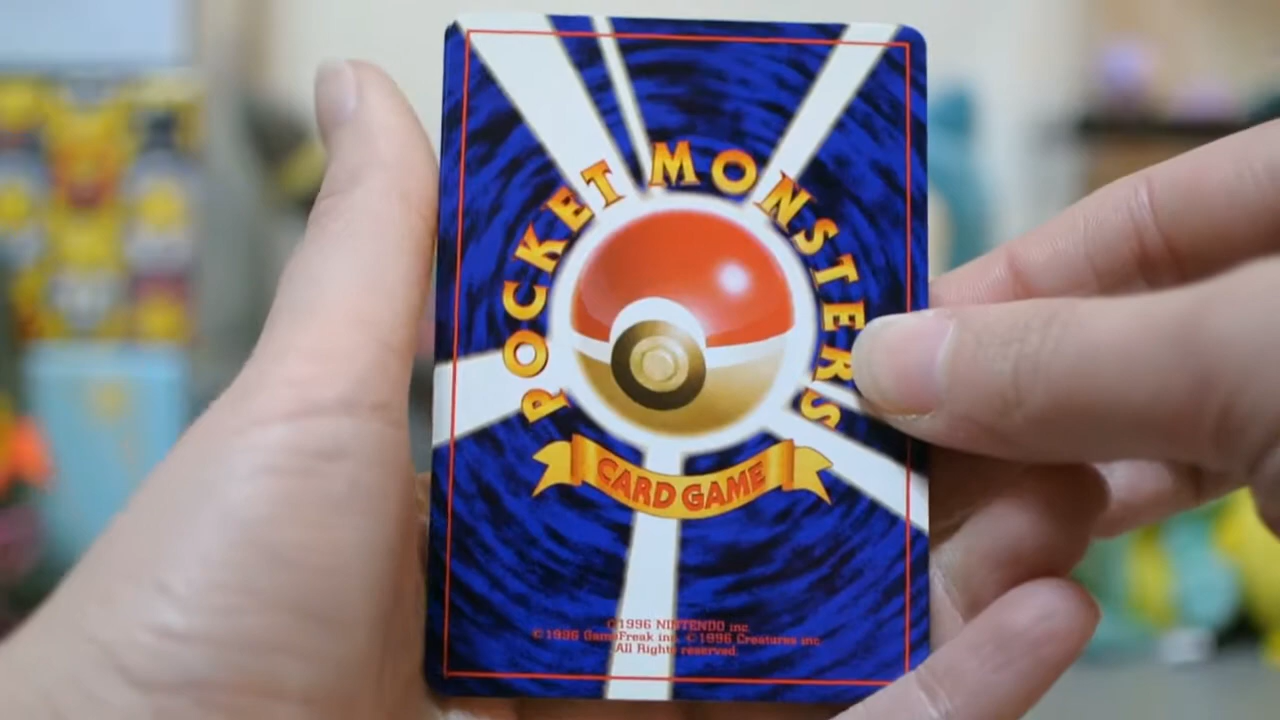 POCKET MONSTERS
CARD GAME
©1996 NINTENDO inc.
©1996 GameFreak inc. ©1996 Creatures inc
All Rights reserved.